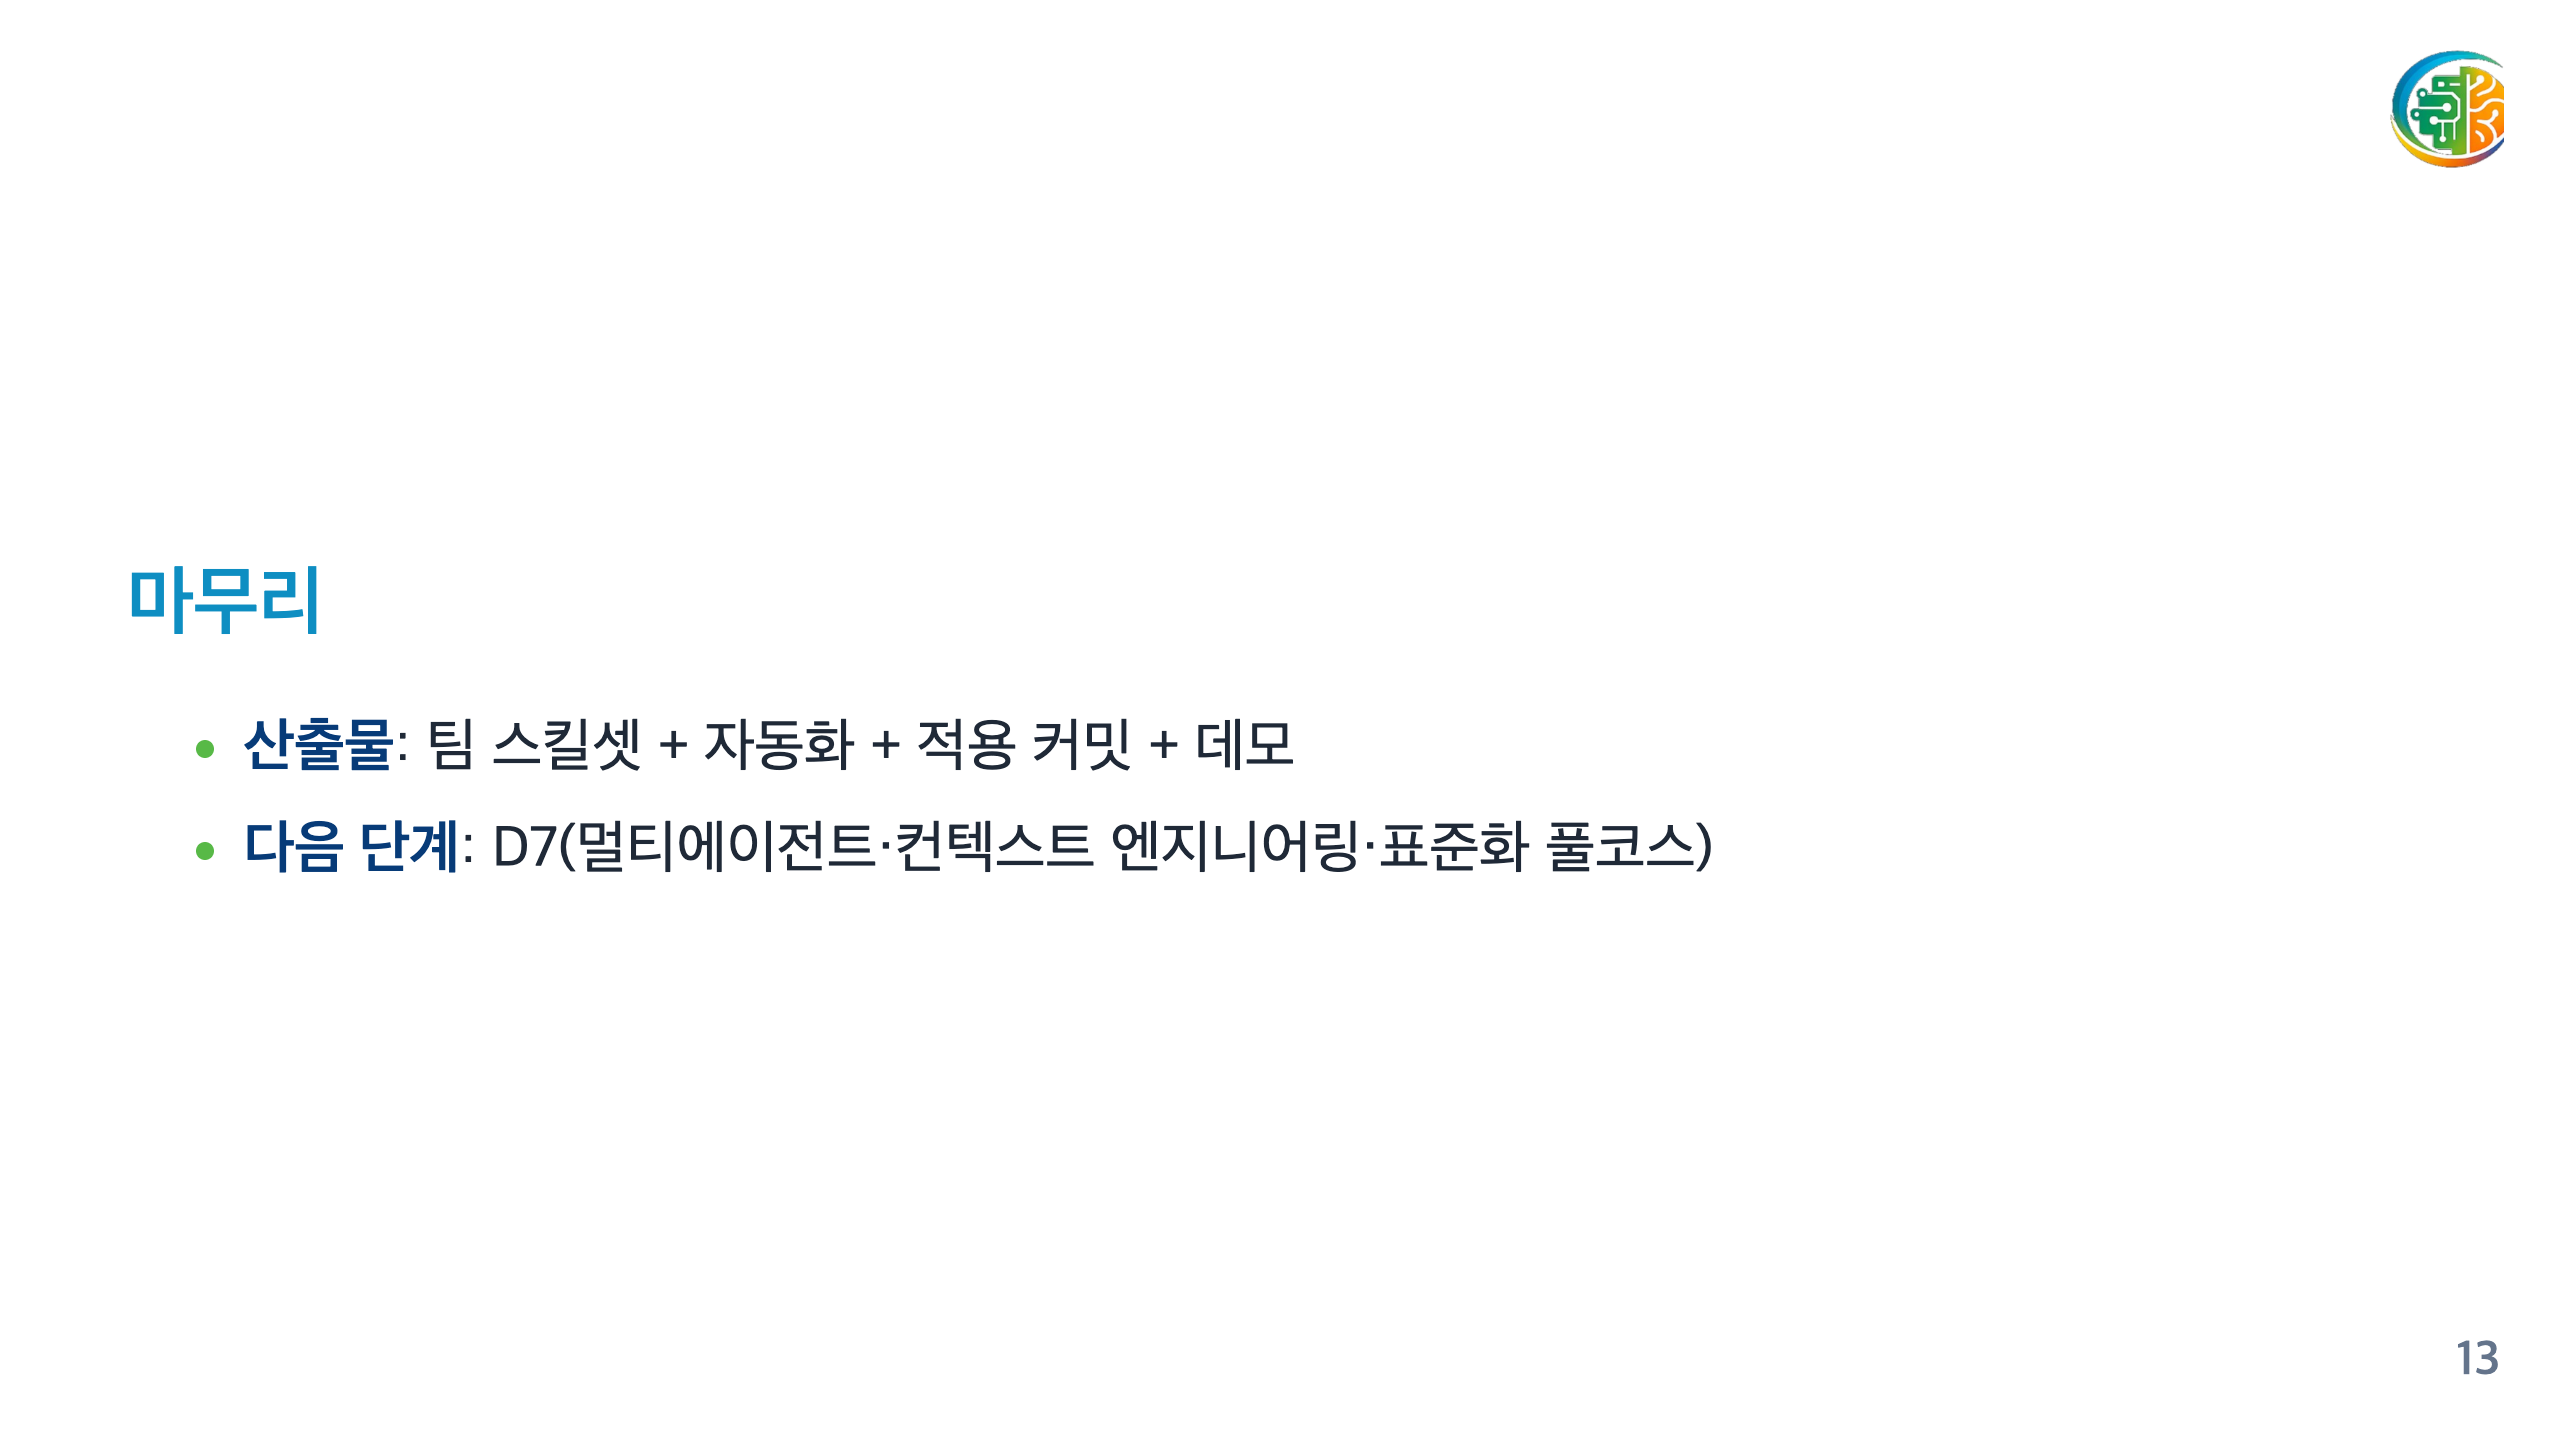 마무리
산출물: 팀 스킬셋 + 자동화 + 적용 커밋 + 데모
다음 단계: D7(멀티에이전트·컨텍스트 엔지니어링·표준화 풀코스)
13